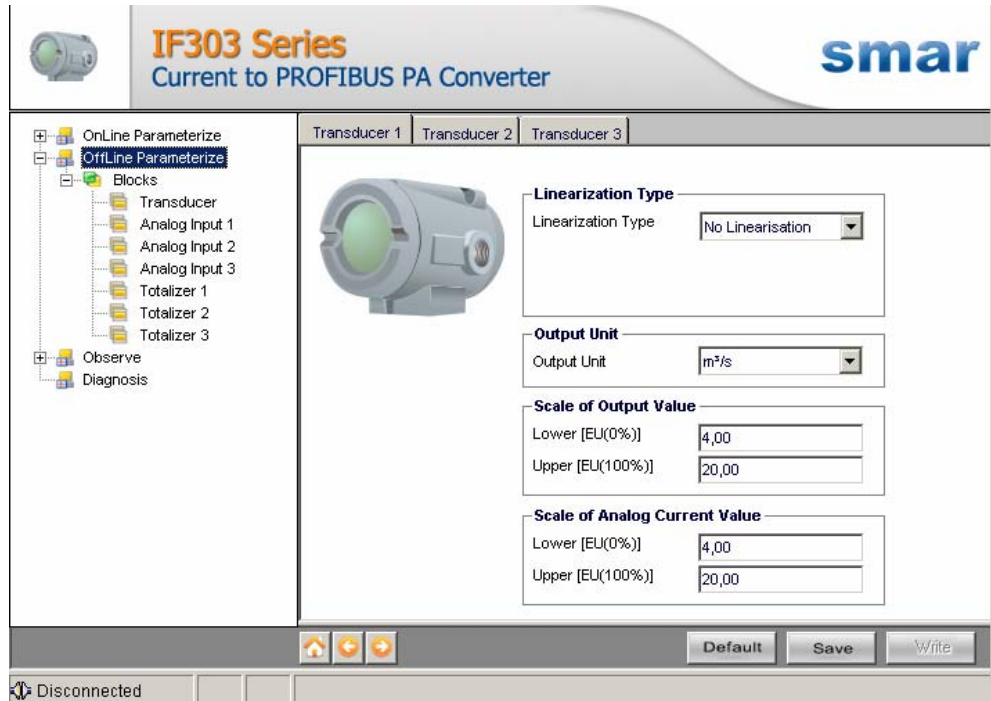 IF303 Series
Current to PROFIBUS PA Converter
smar
OnLine Parameterize
OffLine Parameterize
Blocks
Transducer
Analog Input 1
Analog Input 2
Analog Input 3
Totalizer 1
Totalizer 2
Totalizer 3
Observe
Diagnosis
Transducer 1 Transducer 2 Transducer 3
Linearization Type
Linearization Type No Linearisation
Output Unit
Output Unit m³/s
Scale of Output Value
Lower [EU(0%)] 4,00
Upper [EU(100%)] 20,00
Scale of Analog Current Value
Lower [EU(0%)] 4,00
Upper [EU(100%)] 20,00
Default Save Write
Disconnected